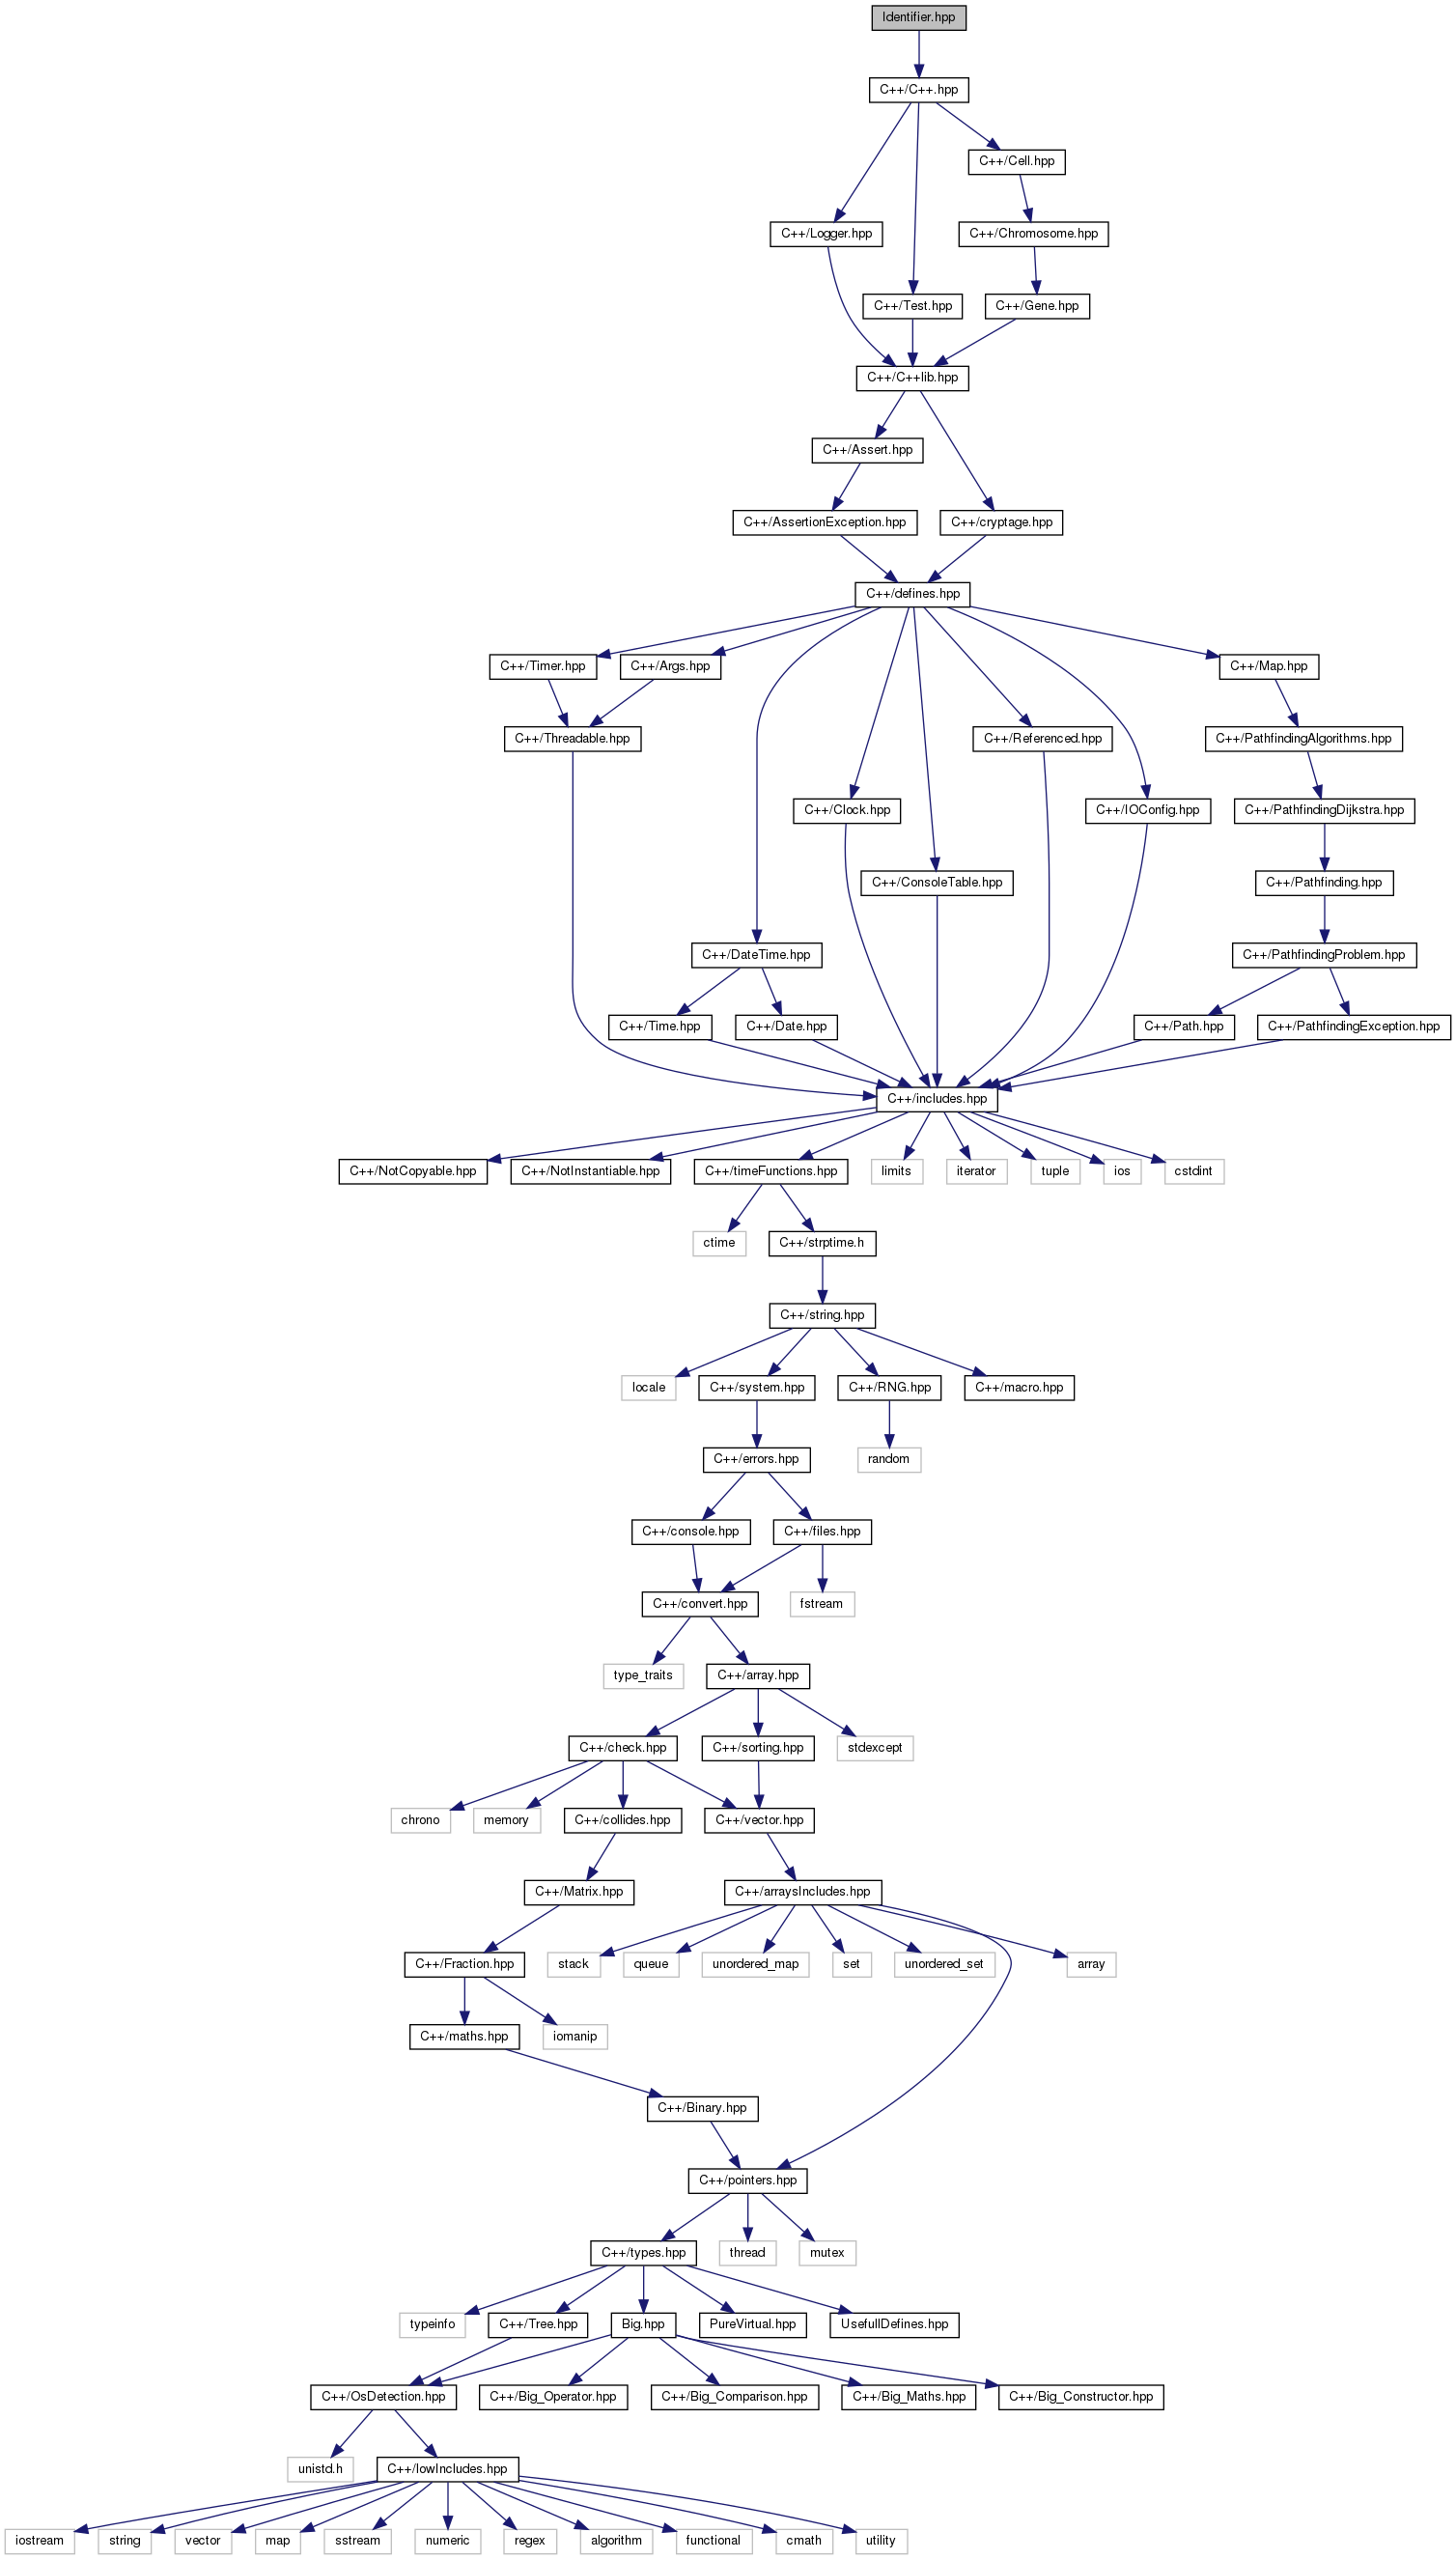 Identifier.hpp
C++/C++.hpp
C++/Cell.hpp
C++/Logger.hpp
C++/Chromosome.hpp
C++/Test.hpp
C++/Gene.hpp
C++/C++lib.hpp
C++/Assert.hpp
C++/AssertionException.hpp
C++/cryptage.hpp
C++/defines.hpp
C++/Timer.hpp
C++/Args.hpp
C++/Map.hpp
C++/Threadable.hpp
C++/Referenced.hpp
C++/PathfindingAlgorithms.hpp
C++/Clock.hpp
C++/IOConfig.hpp
C++/PathfindingDijkstra.hpp
C++/ConsoleTable.hpp
C++/Pathfinding.hpp
C++/DateTime.hpp
C++/PathfindingProblem.hpp
C++/Time.hpp
C++/Date.hpp
C++/Path.hpp
C++/PathfindingException.hpp
C++/includes.hpp
C++/NotCopyable.hpp
C++/NotInstantiable.hpp
C++/timeFunctions.hpp
limits
iterator
tuple
ios
cstdint
ctime
C++/strptime.h
C++/string.hpp
locale
C++/system.hpp
C++/RNG.hpp
C++/macro.hpp
C++/errors.hpp
random
C++/console.hpp
C++/files.hpp
C++/convert.hpp
fstream
type_traits
C++/array.hpp
C++/check.hpp
C++/sorting.hpp
stdexcept
chrono
memory
C++/collides.hpp
C++/vector.hpp
C++/Matrix.hpp
C++/arraysIncludes.hpp
C++/Fraction.hpp
stack
queue
unordered_map
set
unordered_set
array
C++/maths.hpp
iomanip
C++/Binary.hpp
C++/pointers.hpp
C++/types.hpp
thread
mutex
typeinfo
C++/Tree.hpp
Big.hpp
PureVirtual.hpp
UsefullDefines.hpp
C++/OsDetection.hpp
C++/Big_Operator.hpp
C++/Big_Comparison.hpp
C++/Big_Maths.hpp
C++/Big_Constructor.hpp
unistd.h
C++/lowIncludes.hpp
iostream
string
vector
map
sstream
numeric
regex
algorithm
functional
cmath
utility